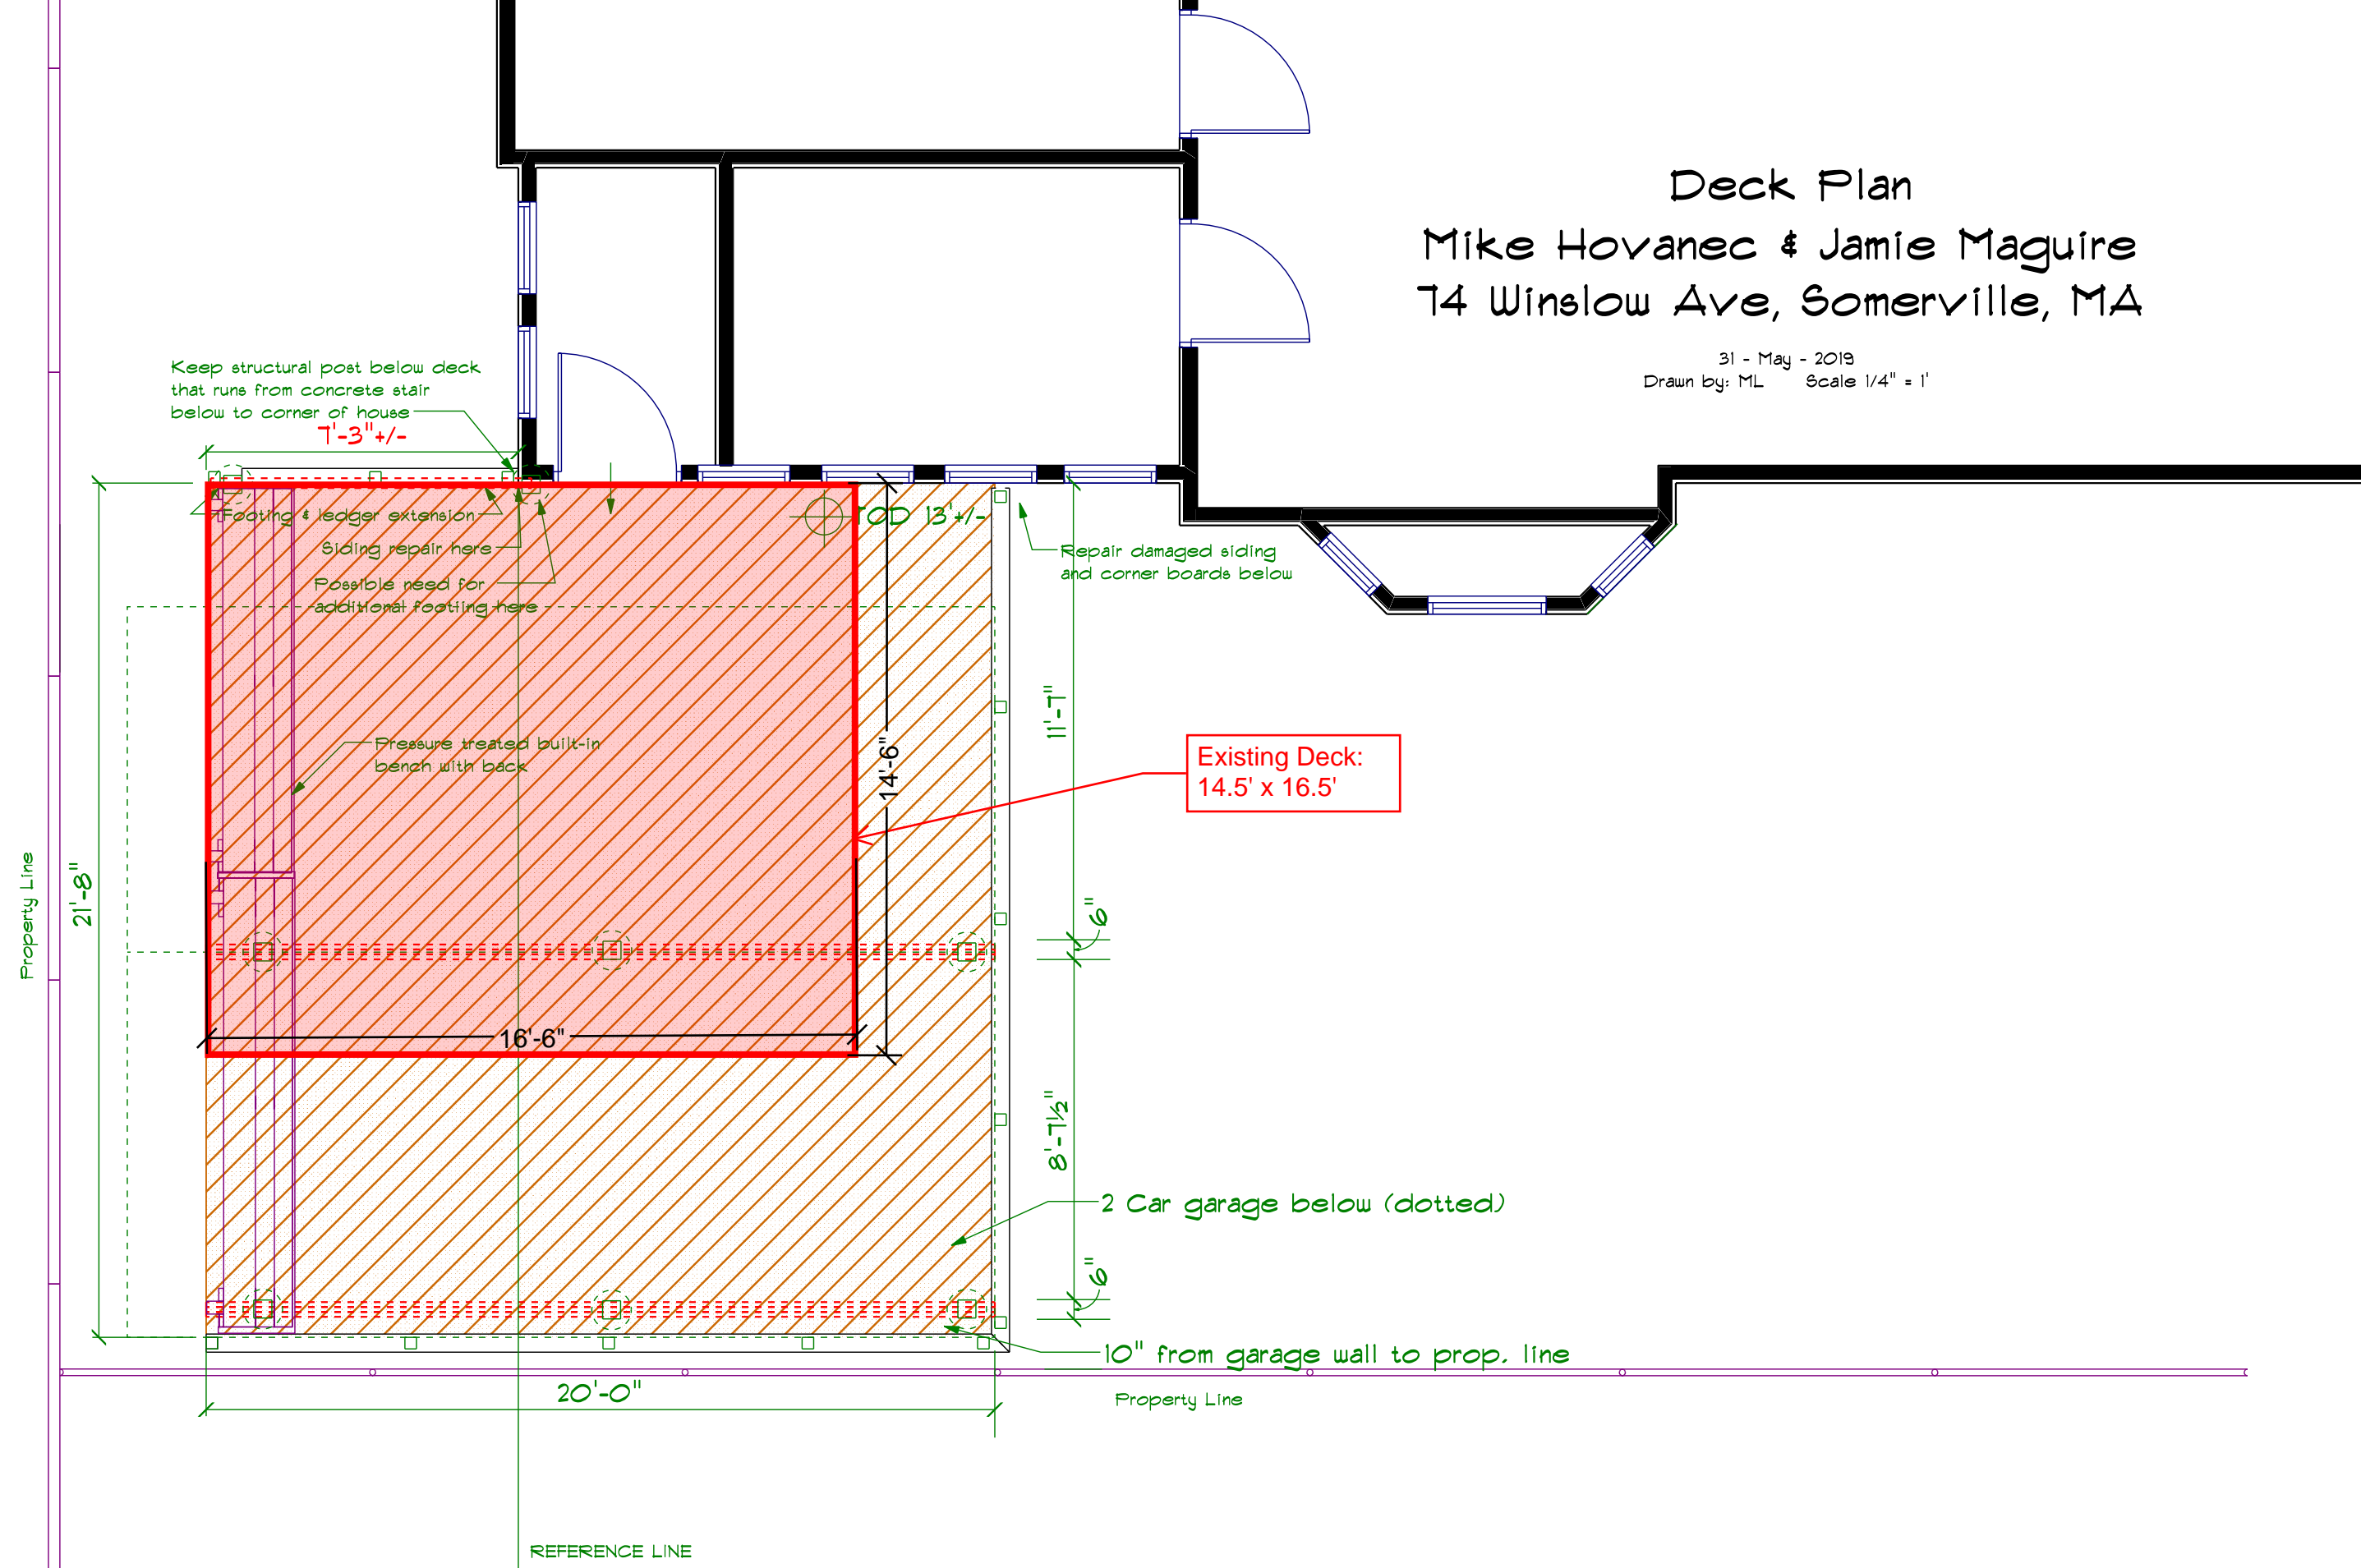 Deck Plan
Mike Hovanec & Jamie Maguire
74 Winslow Ave, Somerville, MA
31 - May - 2019
Drawn by: ML Scale 1/4" = 1'
Keep structural post below deck
that runs from concrete stair
below to corner of house
7'-3"+/-
Footing & ledger extension
TOD 13'+/-
Siding repair here
Repair damaged siding
and corner boards below
Possible need for
additional footiing here
11'-7"
Pressure treated built-in
bench with back
14'-6"
Existing Deck:
14.5' x 16.5'
Property Line
21'-8"
6"
16'-6"
8'-7½"
2 Car garage below (dotted)
6"
10" from garage wall to prop. line
20'-0"
Property Line
REFERENCE LINE